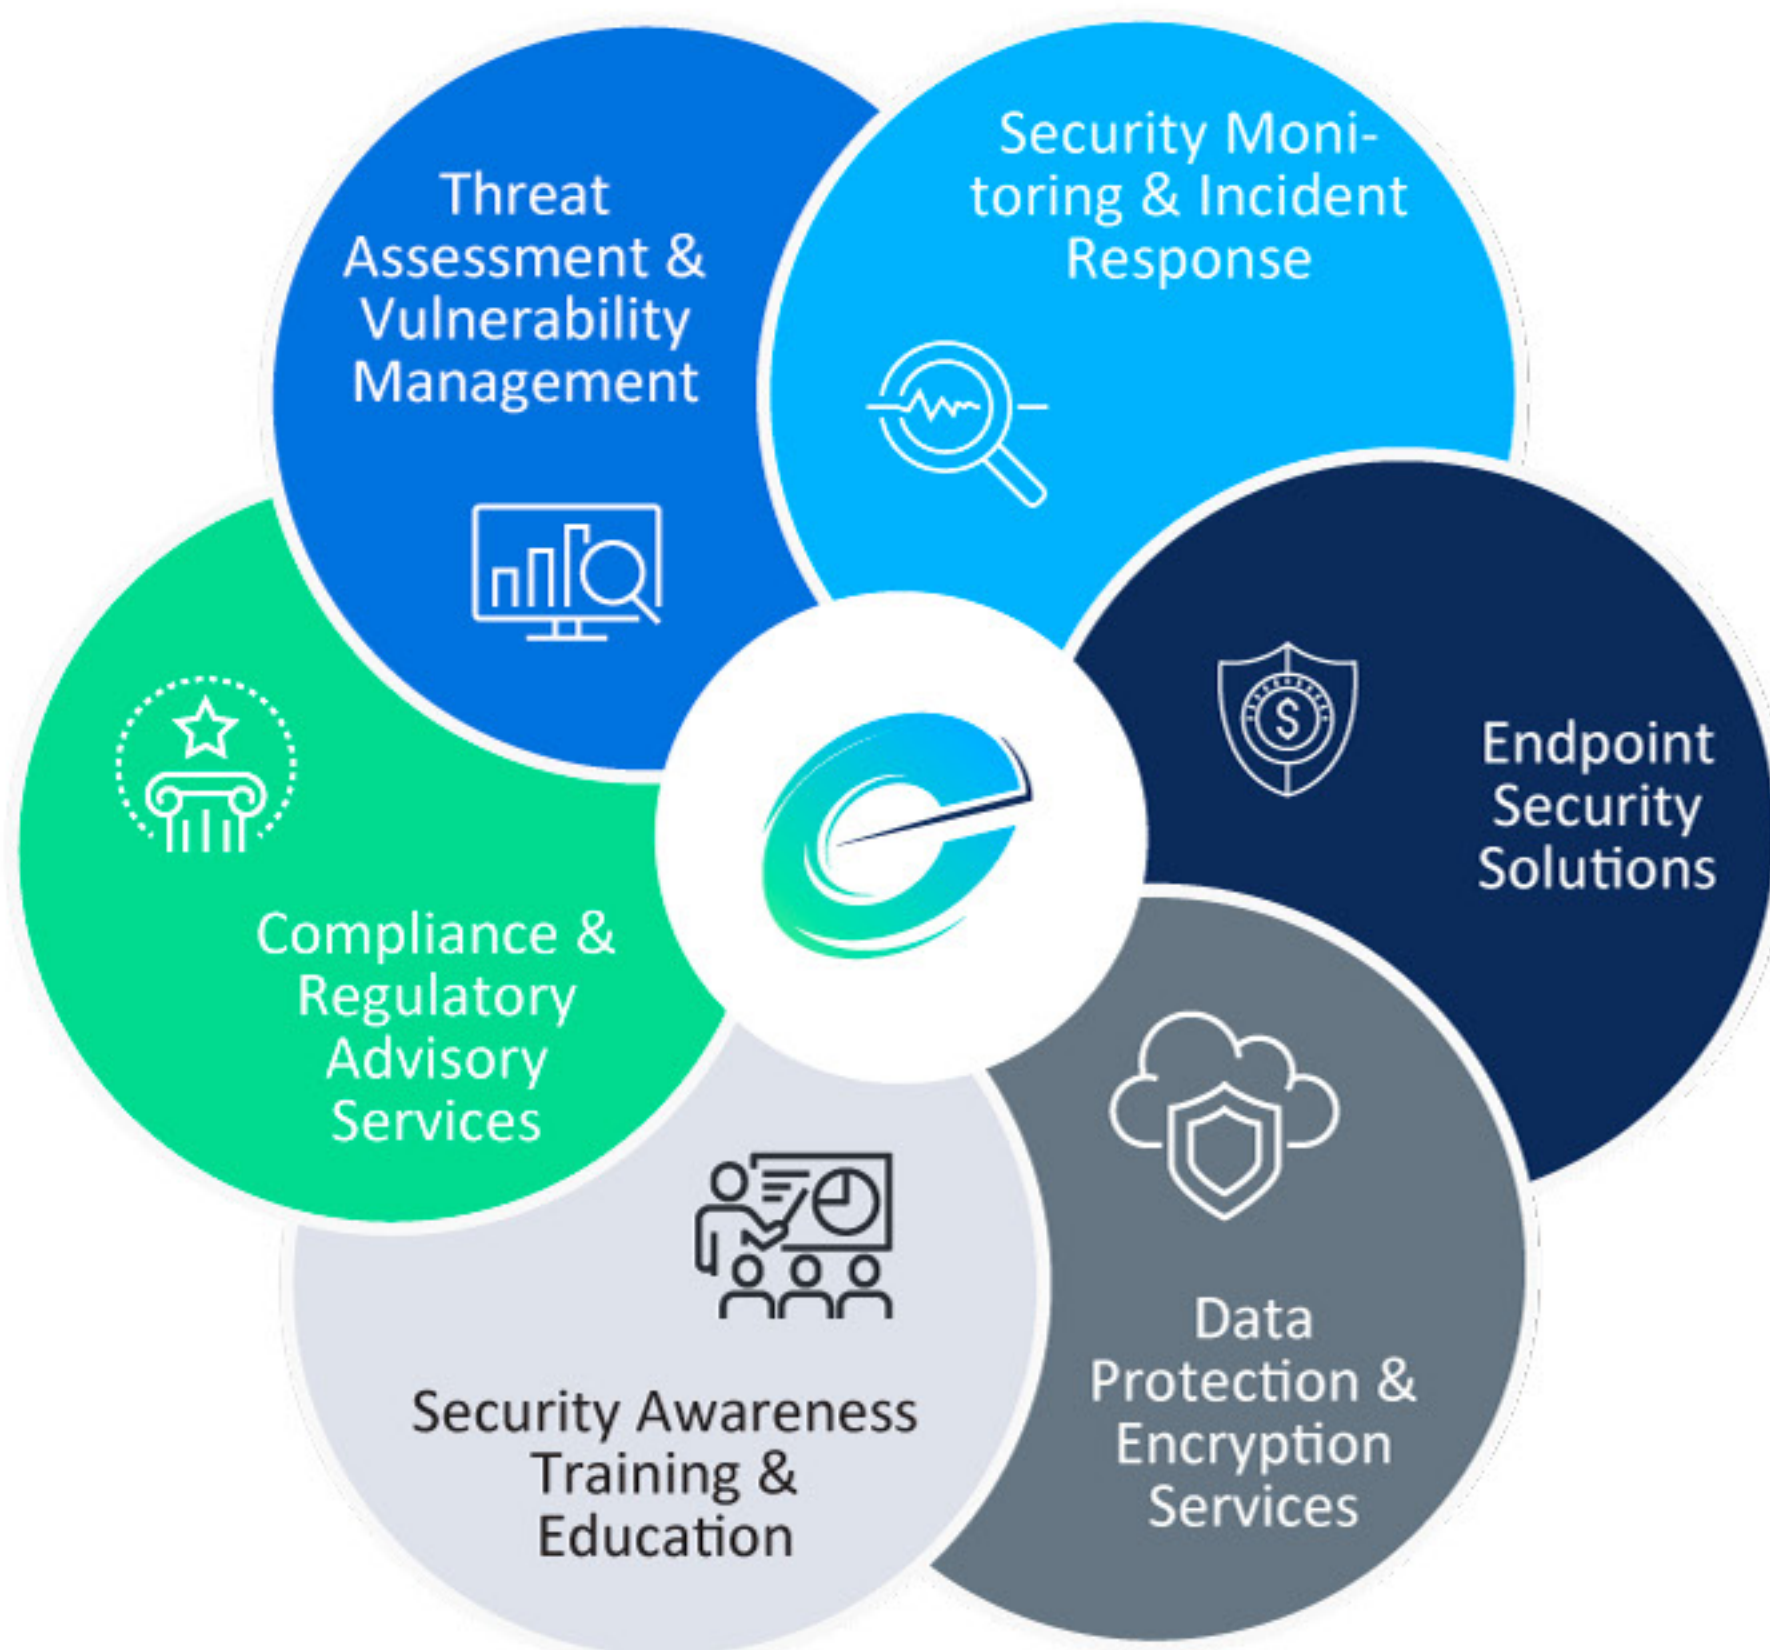 Threat
Assessment &
Vulnerability
Management
Security Moni-
toring & Incident
Response
Endpoint
Security
Solutions
Data
Protection &
Encryption
Services
Security Awareness
Training &
Education
Compliance &
Regulatory
Advisory
Services
$
e